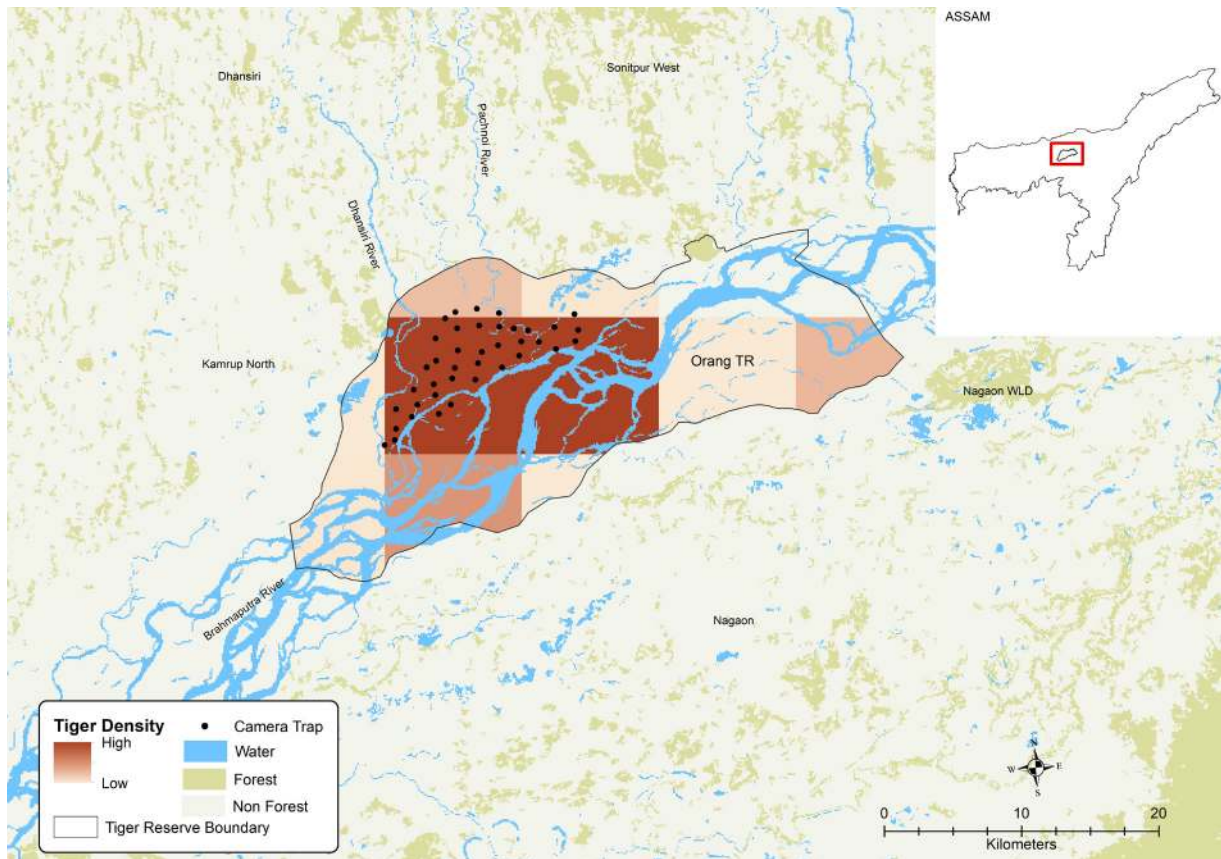 ASSAM
Dhansiri
Sonitpur West
Pachnoi River
Dhansiri River
Kamrup North
Orang TR
Nagaon WLD
Brahmaputra River
Nagaon
Tiger Density
High
Low
Camera Trap
Water
Forest
Non Forest
Tiger Reserve Boundary
N
W E
S
0 5 10 20
Kilometers